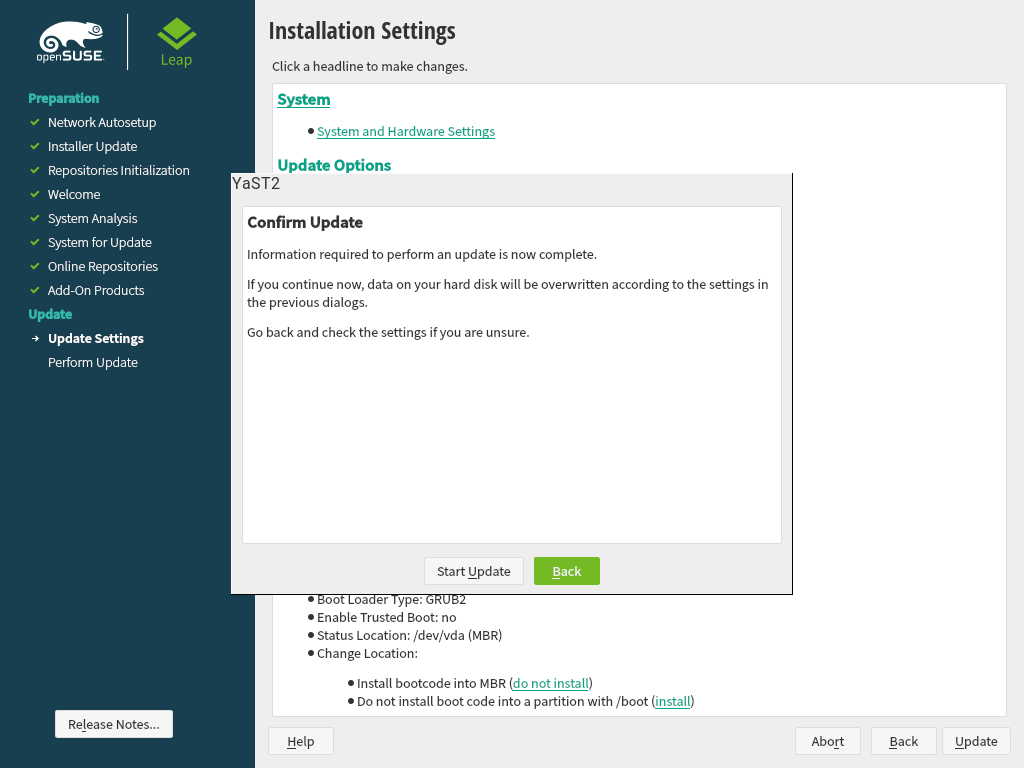 openSUSE
Leap
Preparation
Network Autosetup
Installer Update
Repositories Initialization
Welcome
System Analysis
System for Update
Online Repositories
Add-On Products
Update
Update Settings
Perform Update
Release Notes...
Installation Settings
Click a headline to make changes.
System
System and Hardware Settings
Update Options
YaST2
Confirm Update
Information required to perform an update is now complete.
If you continue now, data on your hard disk will be overwritten according to the settings in
the previous dialogs.
Go back and check the settings if you are unsure.
Start Update
Back
Boot Loader Type: GRUB2
Enable Trusted Boot: no
Status Location: /dev/vda (MBR)
Change Location:
Install bootcode into MBR (do not install)
Do not install boot code into a partition with /boot (install)
Help
Abort
Back
Update